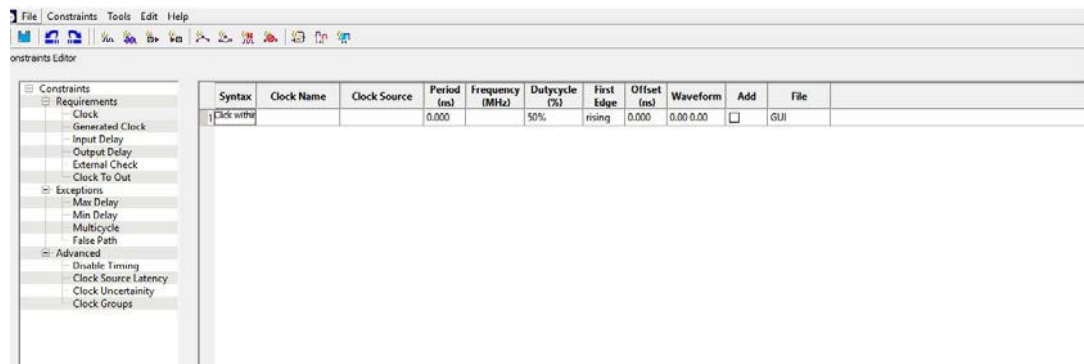 File Constraints Tools Edit Help
onstraints Editor
Constraints
Requirements
Clock
Generated Clock
Input Delay
Output Delay
External Check
Clock To Out
Exceptions
Max Delay
Min Delay
Multicycle
False Path
Advanced
Disable Timing
Clock Source Latency
Clock Uncertainity
Clock Groups
Syntax Clock Name Clock Source Period (ns) Frequency (MHz) Dutycycle (%) First Edge Offset (ns) Waveform Add File
1 Click within 0.000 50% rising 0.000 0.00 0.00 GUI